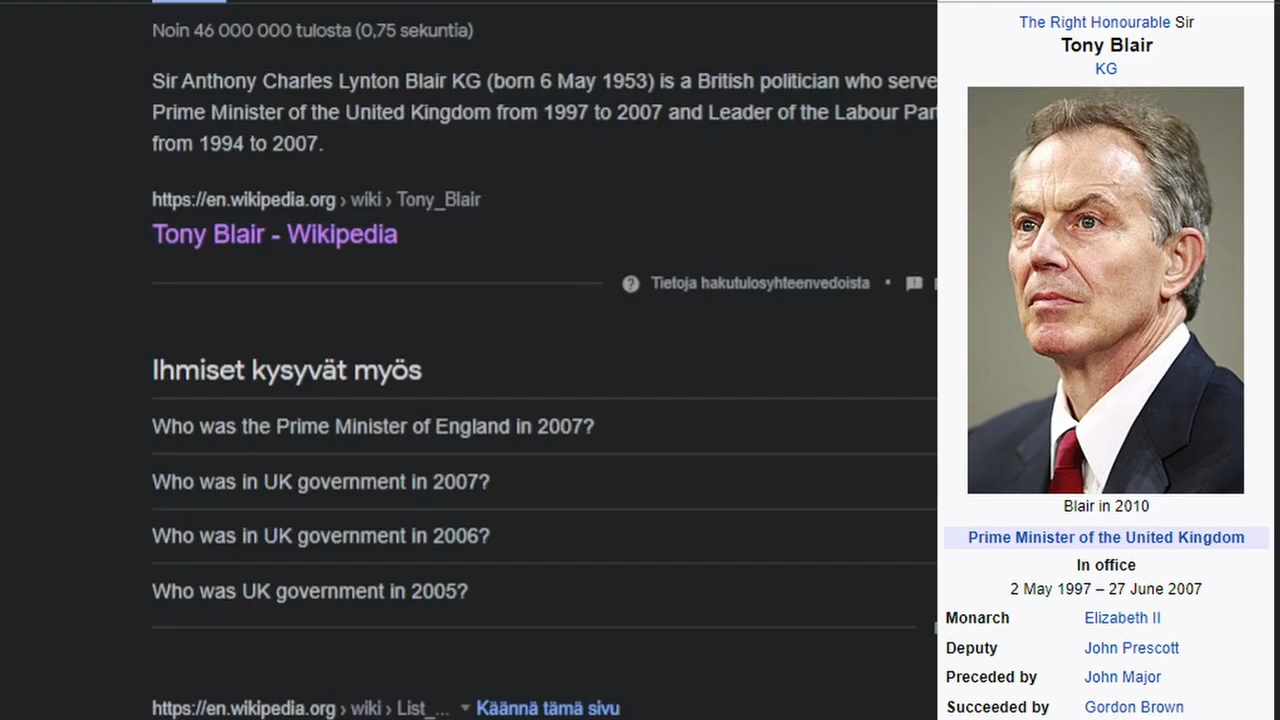 Noin 46 000 000 tulosta (0,75 sekuntia)
Sir Anthony Charles Lynton Blair KG (born 6 May 1953) is a British politician who serve
Prime Minister of the United Kingdom from 1997 to 2007 and Leader of the Labour Par
from 1994 to 2007.
https://en.wikipedia.org › wiki › Tony_Blair
Tony Blair - Wikipedia
Tietoja hakutulosyhteenvedoista •
Ihmiset kysyvät myös
Who was the Prime Minister of England in 2007?
Who was in UK government in 2007?
Who was in UK government in 2006?
Who was UK government in 2005?
https://en.wikipedia.org › wiki › List_... Käännä tämä sivu
The Right Honourable Sir
Tony Blair
KG
Blair in 2010
Prime Minister of the United Kingdom
In office
2 May 1997 – 27 June 2007
Monarch Elizabeth II
Deputy John Prescott
Preceded by John Major
Succeeded by Gordon Brown